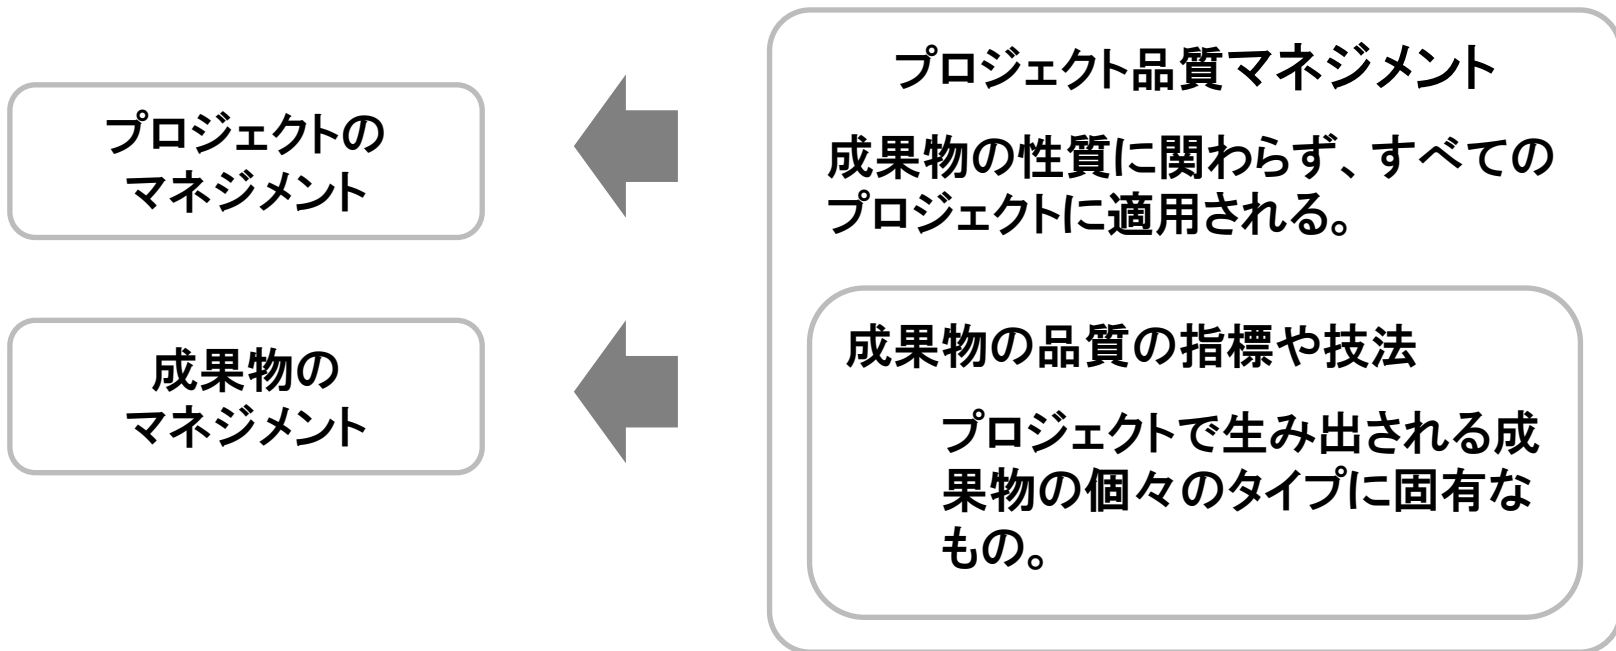 プロジェクトの
マネジメント
成果物の
マネジメント
プロジェクト品質マネジメント
成果物の性質に関わらず、すべての
プロジェクトに適用される。
成果物の品質の指標や技法
プロジェクトで生み出される成
果物の個々のタイプに固有な
もの。